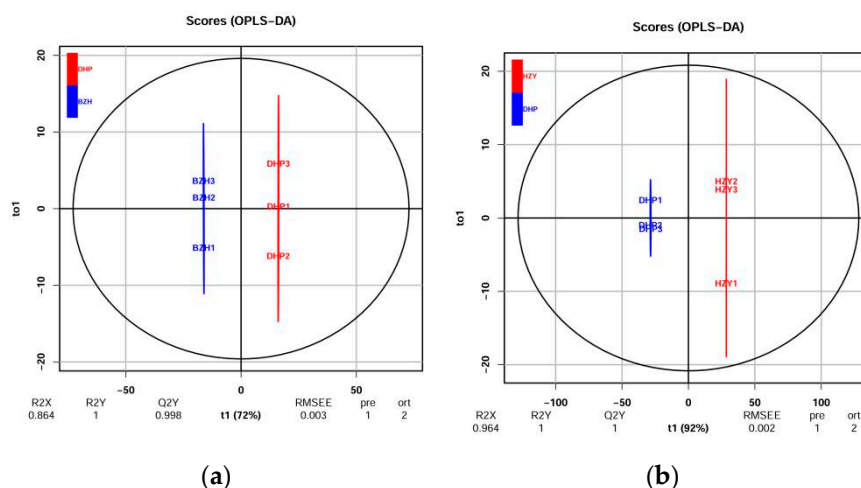 Scores (OPLS−DA)
DHP
BZH
to1
20
10
0
−10
−20
BZH3
BZH2
BZH1
DHP3
DHP1
DHP2
−50 0 50
R2X R2Y Q2Y RMSEE pre ort
0.864 1 0.998 t1 (72%) 0.003 1 2
(a)
Scores (OPLS−DA)
HZY
DHP
to1
20
10
0
−10
−20
DHP1
DHP3
HZY2
HZY3
HZY1
−100 −50 0 50 100
R2X R2Y Q2Y RMSEE pre ort
0.964 1 1 t1 (92%) 0.002 1 2
(b)